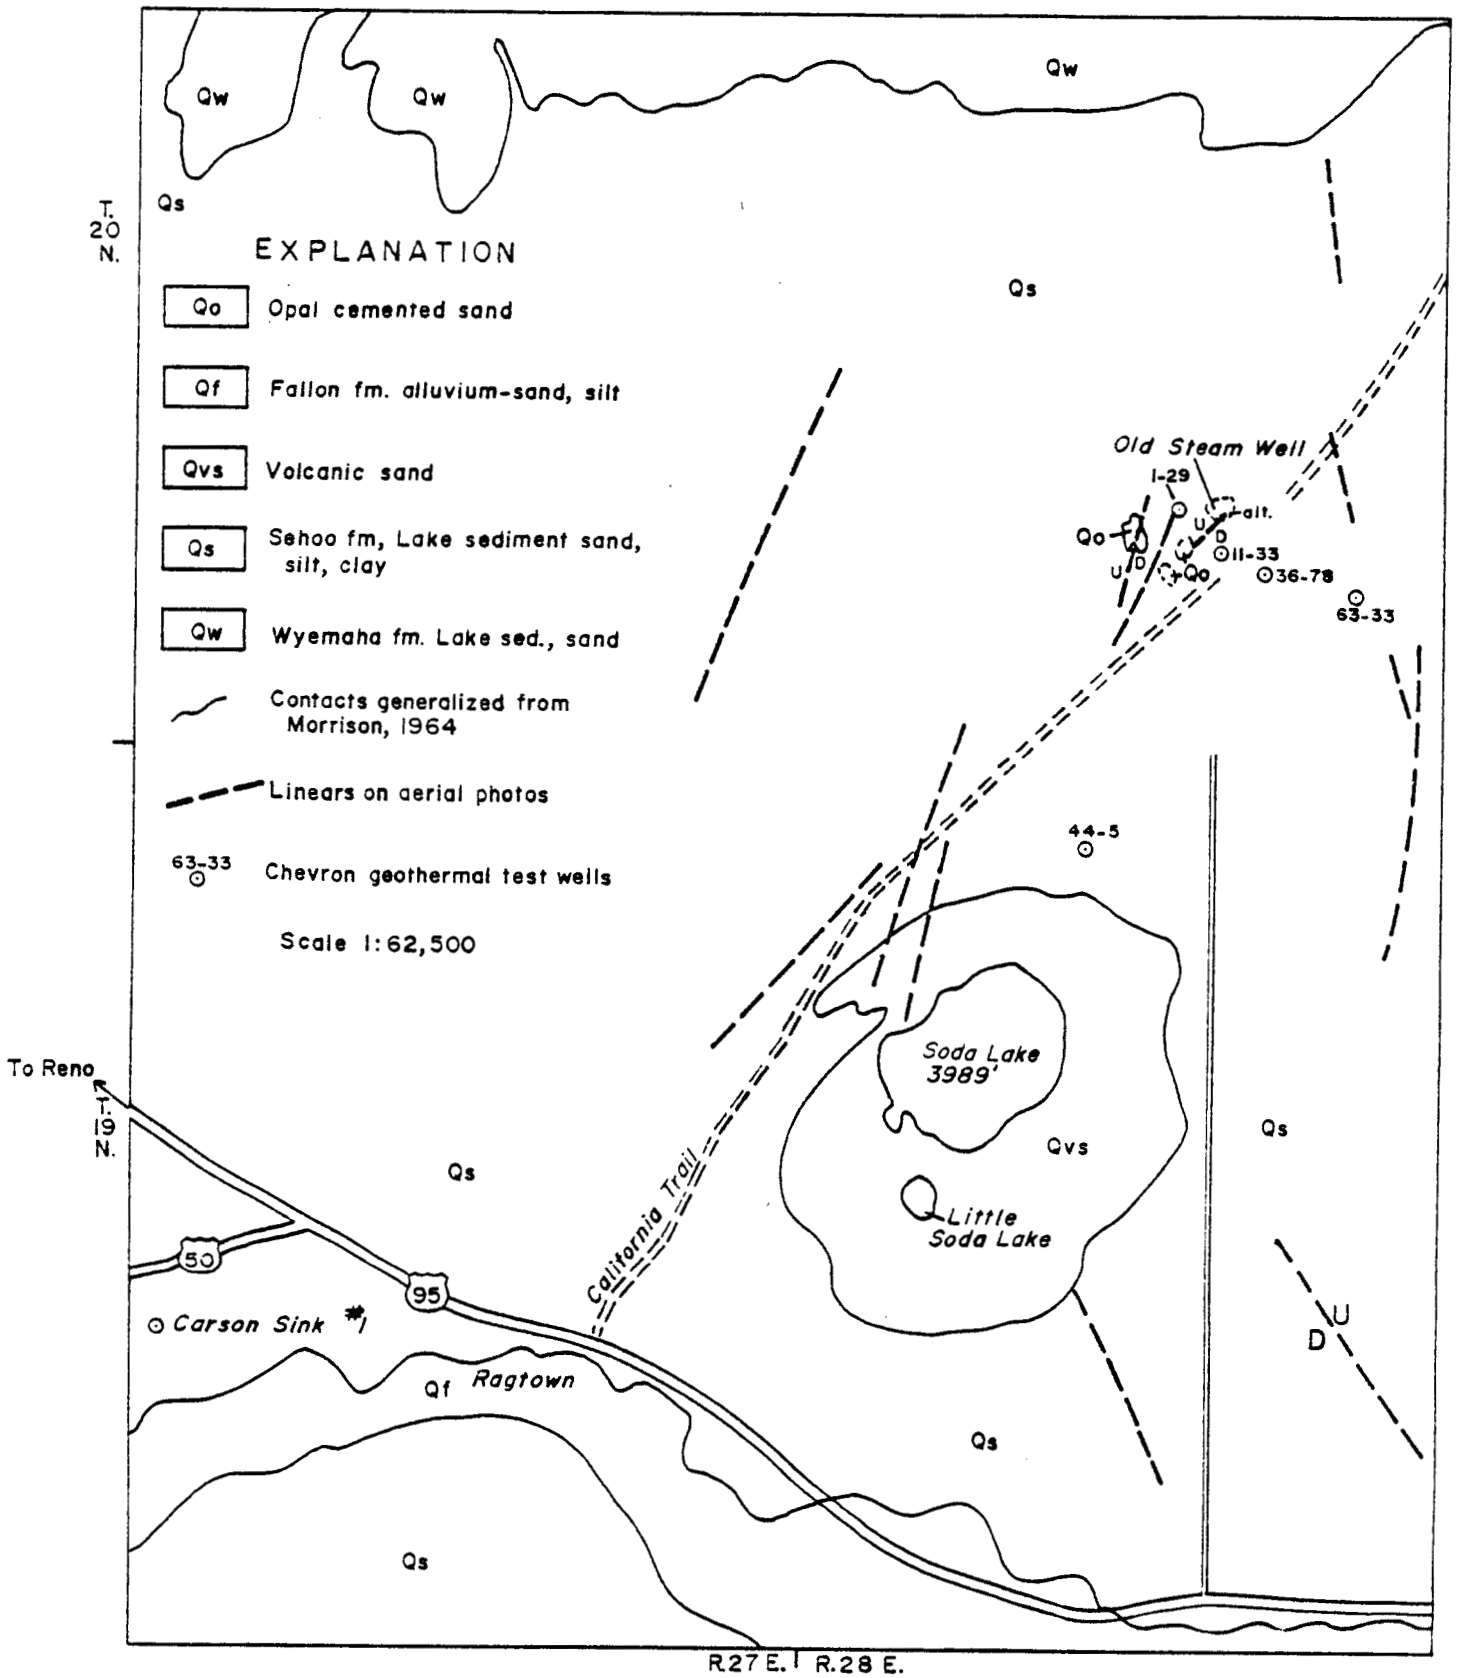 Qw
Qw
Qw
Qs
T.
20
N.
EXPLANATION
Qs
Qo Opal cemented sand
Qf Fallon fm. alluvium-sand, silt
Qvs Volcanic sand
Qs Sehoo fm, Lake sediment sand,
silt, clay
Qw Wyemaha fm. Lake sed., sand
Contacts generalized from
Morrison, 1964
Linears on aerial photos
63-33
Chevron geothermal test wells
Scale 1:62,500
Old Steam Well
1-29
alt.
U
D
Qo
U
D
Qo
11-33
36-78
63-33
44-5
Soda Lake
3989'
To Reno
T.
19
N.
Qs
Qvs
Qs
California Trail
Little
Soda Lake
50
95
Carson Sink #1
U
D
Qf
Ragtown
Qs
Qs
R.27 E. R.28 E.